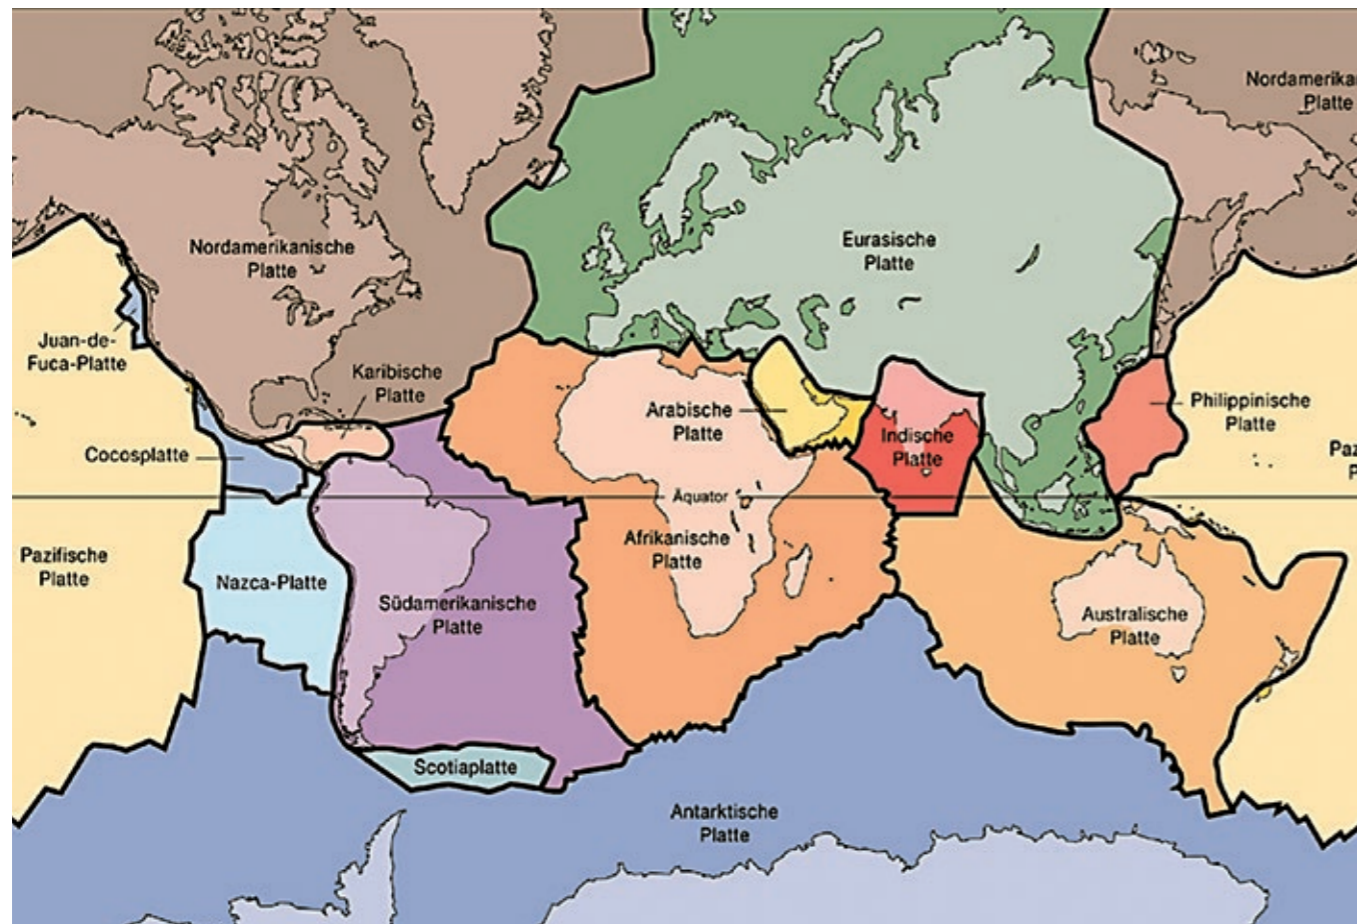 Nordamerika
Platte
Nordamerikanische
Platte
Eurasische
Platte
Juan-de-
Fuca-Platte
Karibische
Platte
Arabische
Platte
Indische
Platte
Philippinische
Platte
Cocosplatte
Paz
P
Äquator
Pazifische
Platte
Nazca-Platte
Afrikanische
Platte
Südamerikanische
Platte
Australische
Platte
Scotiaplatte
Antarktische
Platte